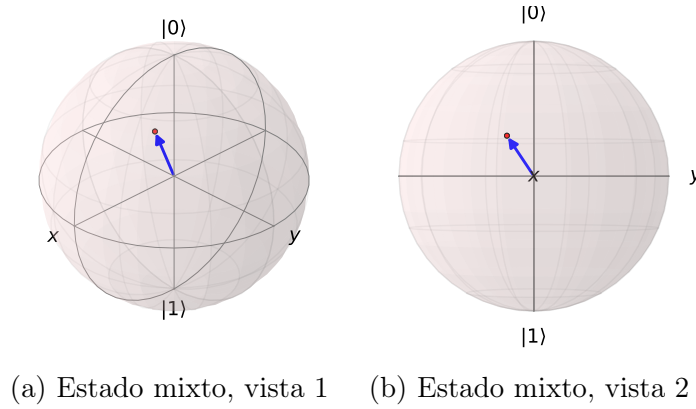 |0⟩
x
y
|1⟩
|0⟩
x
y
|1⟩
(a) Estado mixto, vista 1
(b) Estado mixto, vista 2